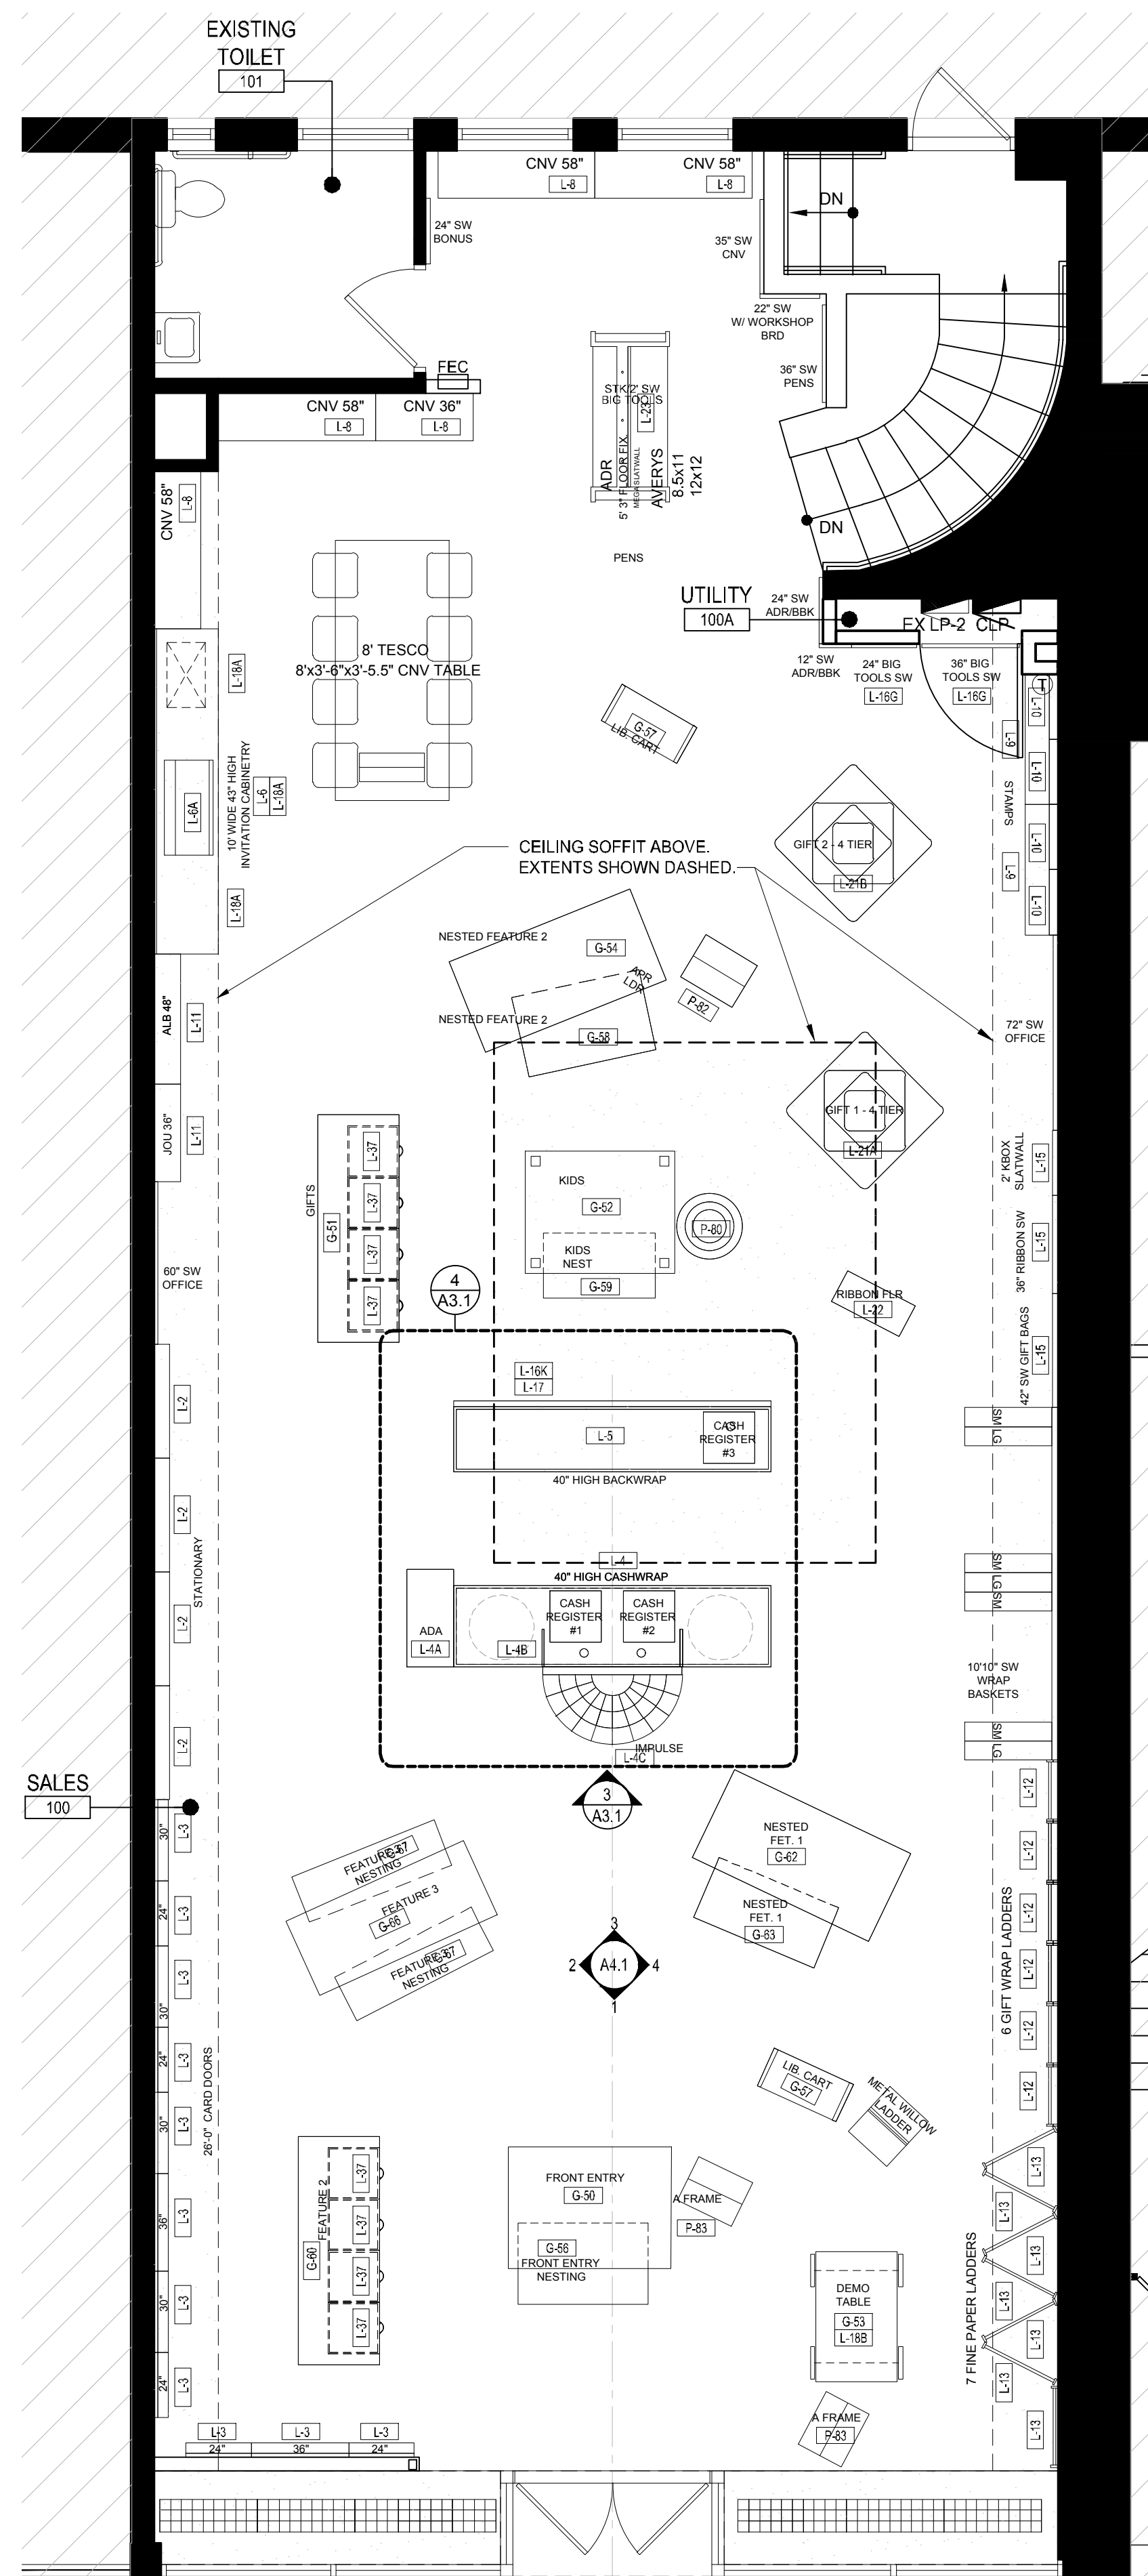 EXISTING
TOILET
101
CNV 58"
L-8
CNV 58"
L-8
DN
24" SW
BONUS
35" SW
CNV
22" SW
W/ WORKSHOP
BRD
36" SW
PENS
FEC
CNV 58"
L-8
CNV 36"
L-8
STK/2' SW
BIG TOOLS
L-23
ADR
5' 3" FLOOR FIX.
MEGA SLATWALL
AVERYS
8.5x11
12x12
CNV 58"
L-8
DN
PENS
UTILITY
100A
24" SW
ADR/BBK
EX LP-2 CLP
12" SW
ADR/BBK
24" BIG
TOOLS SW
L-16G
36" BIG
TOOLS SW
L-16G
T
8' TESCO
8'x3'-6"x3'-5.5" CNV TABLE
L-18A
L-6A
10' WIDE 43" HIGH
INVITATION CABINETRY
L-6
L-18A
L-18A
G-57
LIB. CART
L-9
STAMPS
L-9
L-10
L-10
L-10
L-10
GIFT 2 - 4 TIER
L-21B
CEILING SOFFIT ABOVE.
EXTENTS SHOWN DASHED.
NESTED FEATURE 2
G-54
APR
LDR
P-82
NESTED FEATURE 2
G-58
ALB 48"
L-11
JOU 36"
L-11
72" SW
OFFICE
GIFT 1 - 4 TIER
L-21A
2' KBOX
SLATWALL
L-15
GIFTS
G-51
L-37
L-37
L-37
L-37
KIDS
G-52
KIDS
NEST
G-59
P-80
36" RIBBON SW
L-15
60" SW
OFFICE
4
A3.1
RIBBON FLR
L-22
42" SW GIFT BAGS
L-15
L-16K
L-17
L-5
CASH
REGISTER
#3
40" HIGH BACKWRAP
SM LG
L-2
L-2
STATIONARY
L-2
L-2
L-4
40" HIGH CASHWRAP
ADA
L-4A
L-4B
CASH
REGISTER
#1
CASH
REGISTER
#2
SM LG SM
10'10" SW
WRAP
BASKETS
SM LG
IMPULSE
L-4C
SALES
100
3
A3.1
30"
L-3
24"
L-3
30"
L-3
24"
L-3
30"
L-3
36"
L-3
30"
L-3
24"
L-3
26'-0" CARD DOORS
FEATURE 3
NESTING
G-67
FEATURE 3
G-66
FEATURE 3
NESTING
G-67
NESTED
FET. 1
G-62
NESTED
FET. 1
G-63
3
2
A4.1
4
1
L-12
L-12
L-12
L-12
L-12
L-12
6 GIFT WRAP LADDERS
LIB. CART
G-57
METAL WILLOW
LADDER
FEATURE 2
G-60
L-37
L-37
L-37
L-37
FRONT ENTRY
G-50
G-56
FRONT ENTRY
NESTING
A FRAME
P-83
DEMO
TABLE
G-53
L-18B
7 FINE PAPER LADDERS
L-13
L-13
L-13
L-13
L-13
L-13
L-13
A FRAME
P-83
L-3
L-3
L-3
24"
36"
24"